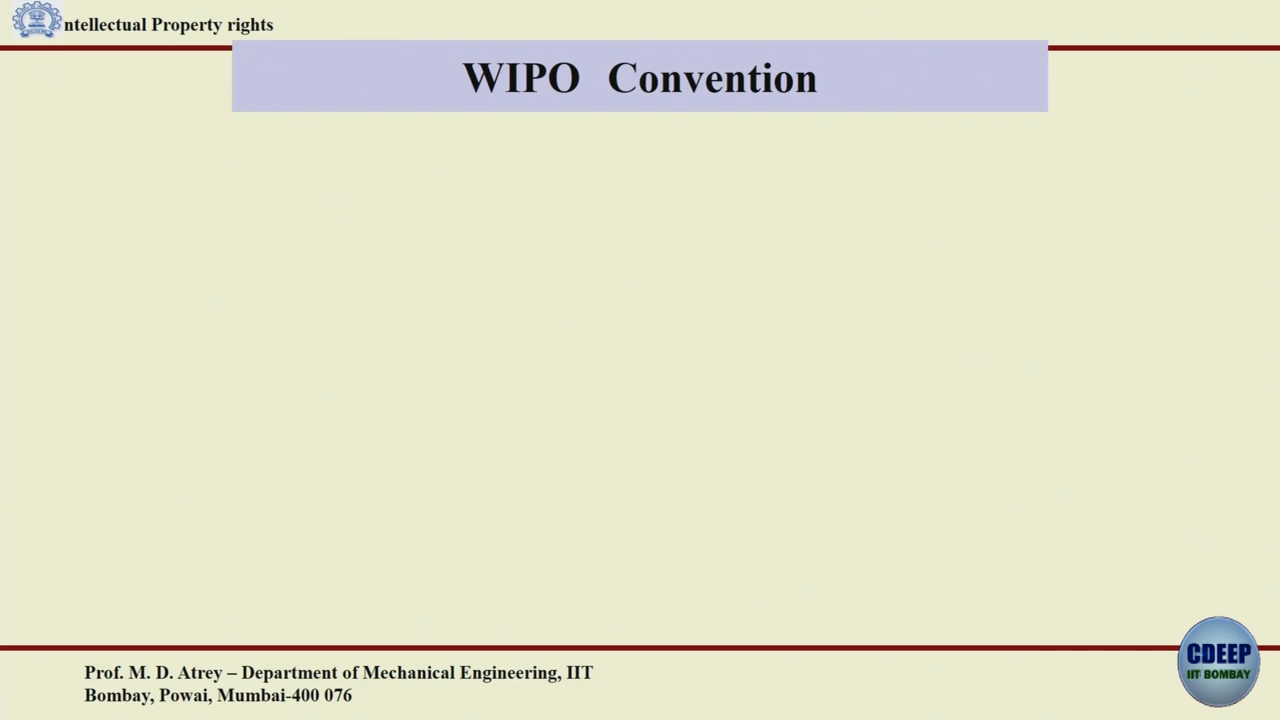 ntellectual Property rights
WIPO Convention
Prof. M. D. Atrey – Department of Mechanical Engineering, IIT
Bombay, Powai, Mumbai-400 076
CDEEP
IIT BOMBAY